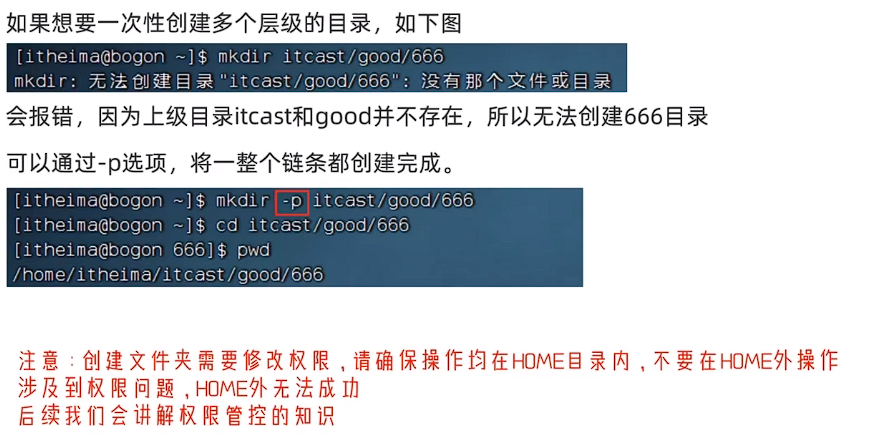 如果想要一次性创建多个层级的目录，如下图
[itheima@bogon ~]$ mkdir itcast/good/666
mkdir: 无法创建目录"itcast/good/666": 没有那个文件或目录
会报错，因为上级目录itcast和good并不存在，所以无法创建666目录
可以通过-p选项，将一整个链条都创建完成。
[itheima@bogon ~]$ mkdir -p itcast/good/666
[itheima@bogon ~]$ cd itcast/good/666
[itheima@bogon 666]$ pwd
/home/itheima/itcast/good/666
注意:创建文件夹需要修改权限,请确保操作均在HOME目录内,不要在HOME外操作
涉及到权限问题,HOME外无法成功
后续我们会讲解权限管控的知识